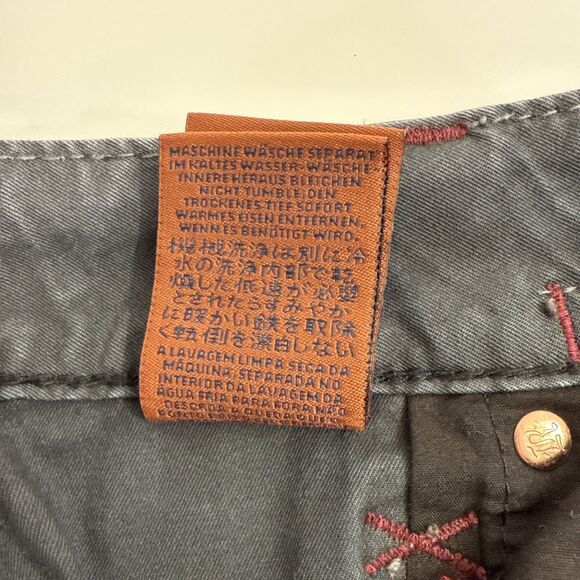 MASCHINE WÄSCHE SEPARAT
IM KALTES WASSER-WÄSCHE
INNERE HERAUS BLEICHEN
NICHT TUMBLE, DEN
TROCKENES TIEF SOFORT
WARMES EISEN ENTFERNEN,
WENN ES BENÖTIGT WIRD.
機械洗浄は別に冷
水の洗浄内部で乾
燥した低速が必要
とされたらすみやか
に暖かい鉄を取除
く転倒を漂白しない
A LAVAGEM LIMPA SECA DA
MÁQUINA: SEPARADA NO
INTERIOR DA LAVAGEM DA
ÁGUA FRIA PARA FORA NÃO